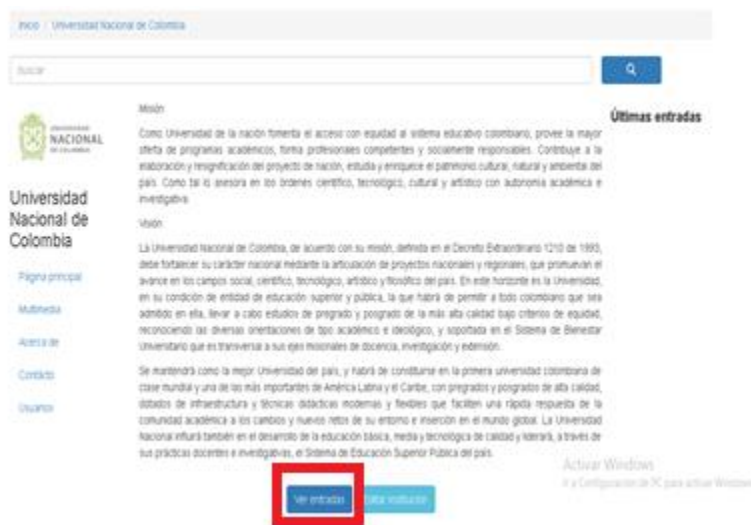 Inicio / Universidad Nacional de Colombia
Buscar
UNIVERSIDAD
NACIONAL
DE COLOMBIA
Universidad
Nacional de
Colombia
Página principal
Multimedia
Acerca de
Contacto
Usuarios
Misión
Como Universidad de la nación fomenta el acceso con equidad al sistema educativo colombiano, provee la mayor
oferta de programas académicos, forma profesionales competentes y socialmente responsables. Contribuye a la
elaboración y resignificación del proyecto de nación, estudia y enriquece el patrimonio cultural, natural y ambiental del
país. Como tal lo asesora en los órdenes científico, tecnológico, cultural y artístico con autonomía académica e
investigativa.
Visión
La Universidad Nacional de Colombia, de acuerdo con su misión, definida en el Decreto Extraordinario 1210 de 1993,
debe fortalecer su carácter nacional mediante la articulación de proyectos nacionales y regionales, que promuevan el
avance en los campos social, científico, tecnológico, artístico y filosófico del país. En este horizonte es la Universidad,
en su condición de entidad de educación superior y pública, la que habrá de permitir a todo colombiano que sea
admitido en ella, llevar a cabo estudios de pregrado y posgrado de la más alta calidad bajo criterios de equidad,
reconociendo las diversas orientaciones de tipo académico e ideológico, y soportada en el Sistema de Bienestar
Universitario que es transversal a sus ejes misionales de docencia, investigación y extensión.
Se mantendrá como la mejor Universidad del país, y habrá de constituirse en la primera universidad colombiana de
clase mundial y una de las más importantes de América Latina y el Caribe, con pregrados y posgrados de alta calidad,
dotados de infraestructura y técnicas didácticas modernas y flexibles que faciliten una rápida respuesta de la
comunidad académica a los cambios y nuevos retos de su entorno e inserción en el mundo global. La Universidad
Nacional influirá también en el desarrollo de la educación básica, media y tecnológica de calidad y liderará, a través de
sus prácticas docentes e investigativas, el Sistema de Educación Superior Pública del país.
Ver entradas
Editar institución
Últimas entradas
Activar Windows
Ir a Configuración de PC para activar Windows